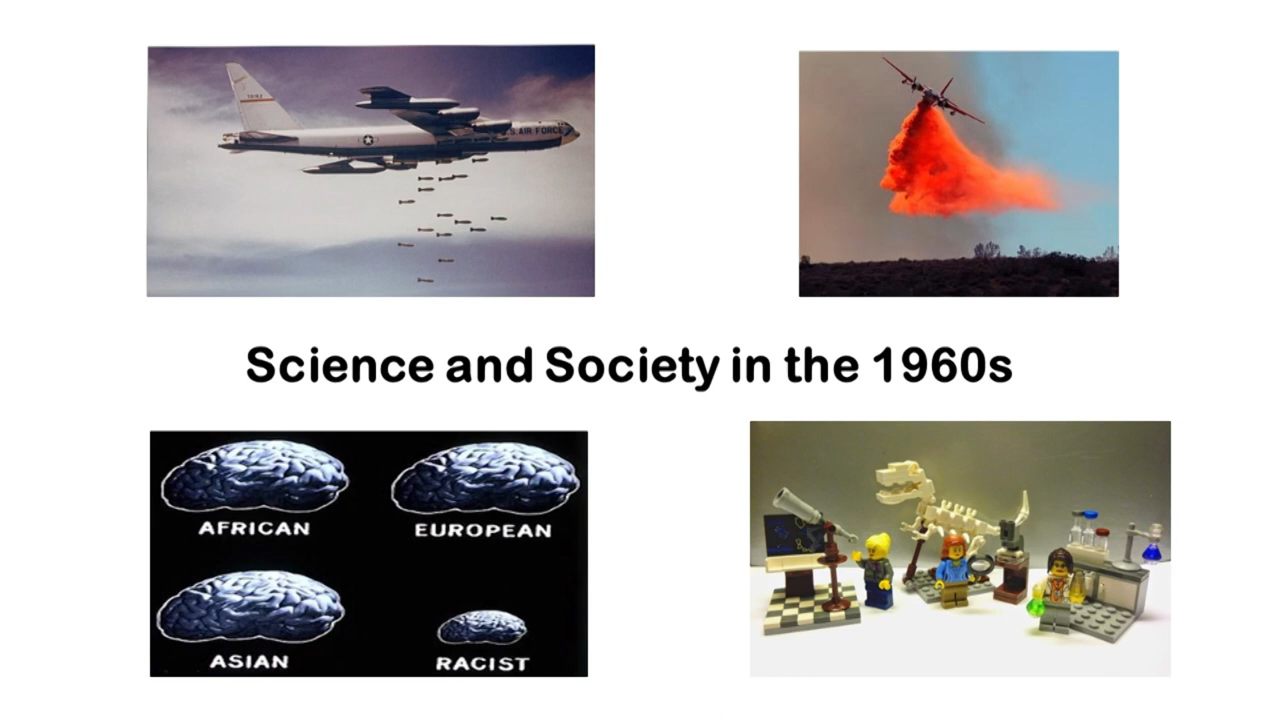 U.S. AIR FORCE
Science and Society in the 1960s
AFRICAN
EUROPEAN
ASIAN
RACIST